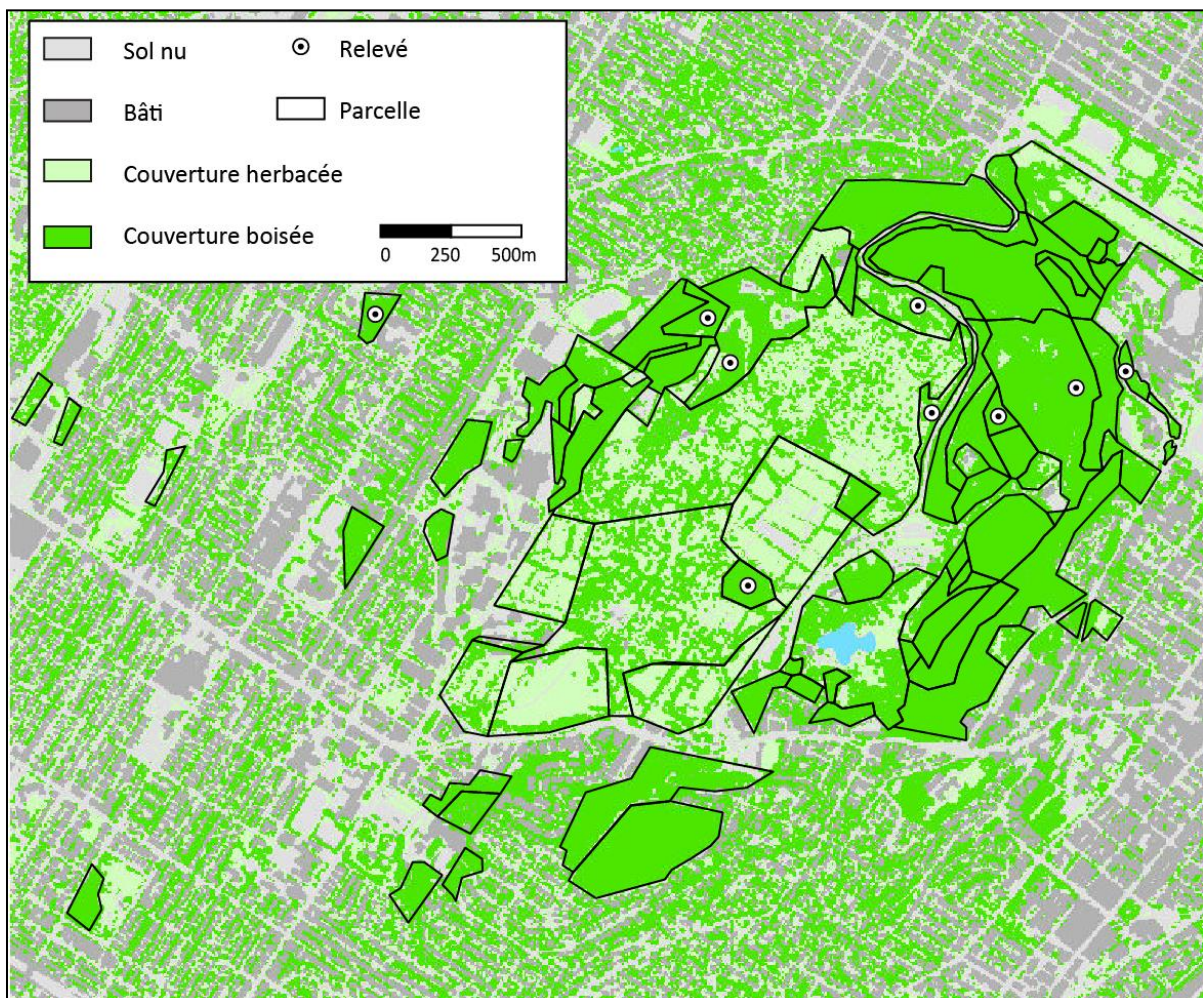 Sol nu
Relevé
Bâti
Parcelle
Couverture herbacée
Couverture boisée
0 250 500m